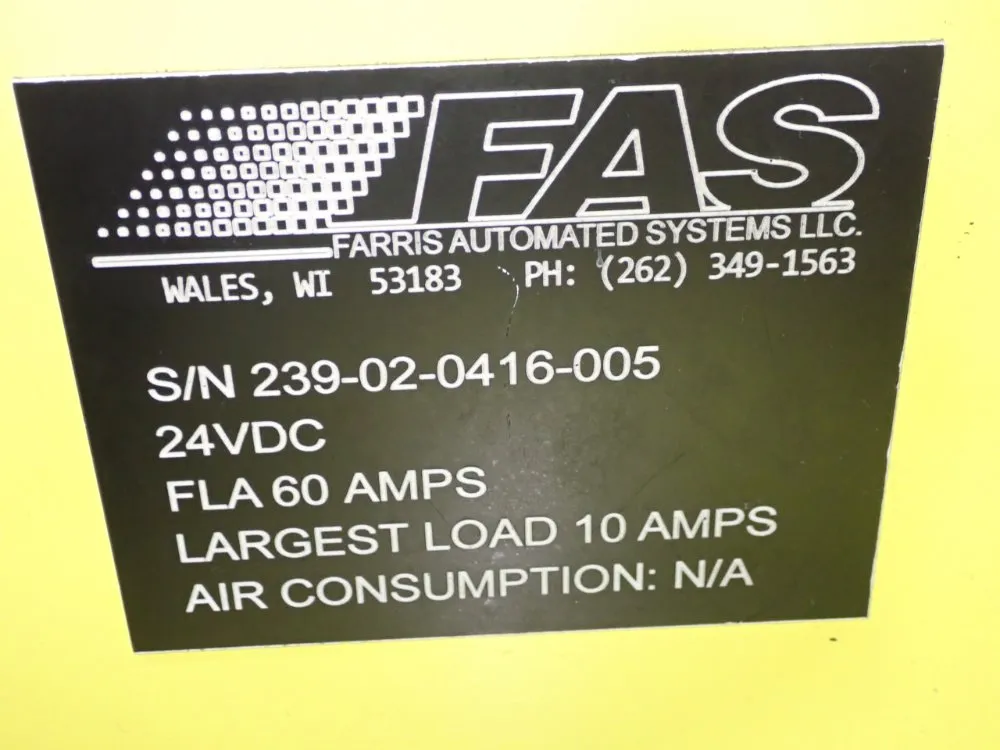 FAS
FARRIS AUTOMATED SYSTEMS LLC.
WALES, WI 53183 PH: (262) 349-1563
S/N 239-02-0416-005
24VDC
FLA 60 AMPS
LARGEST LOAD 10 AMPS
AIR CONSUMPTION: N/A